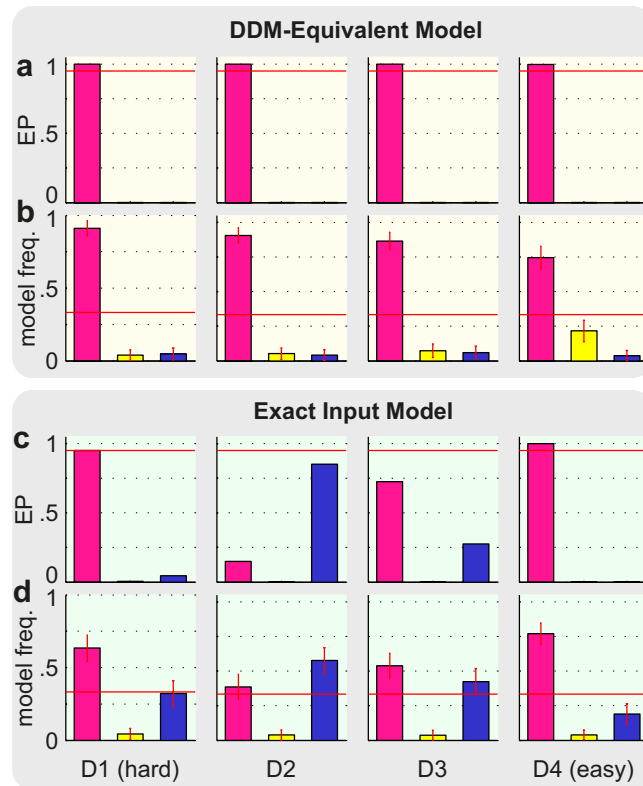 DDM-Equivalent Model
a
1
EP
.5
0
b
1
model freq.
.5
0
Exact Input Model
c
1
EP
.5
0
d
1
model freq.
.5
0
D1 (hard) D2 D3 D4 (easy)